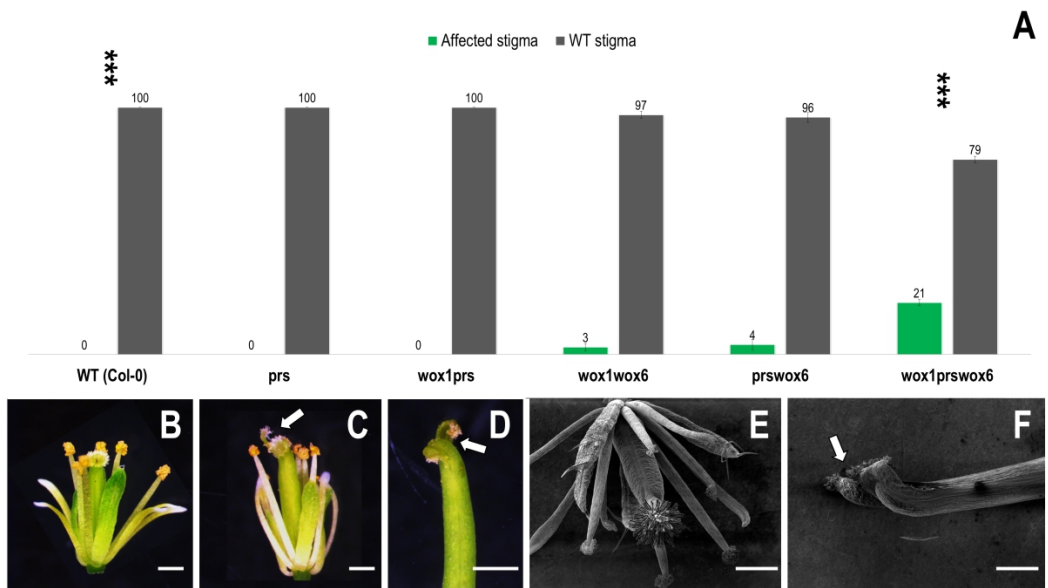 A
Affected stigma WT stigma
*** ***
100 100 100 97 96 79
0 0 0 3 4 21
WT (Col-0) prs wox1prs wox1wox6 prswox6 wox1prswox6
B C D E F